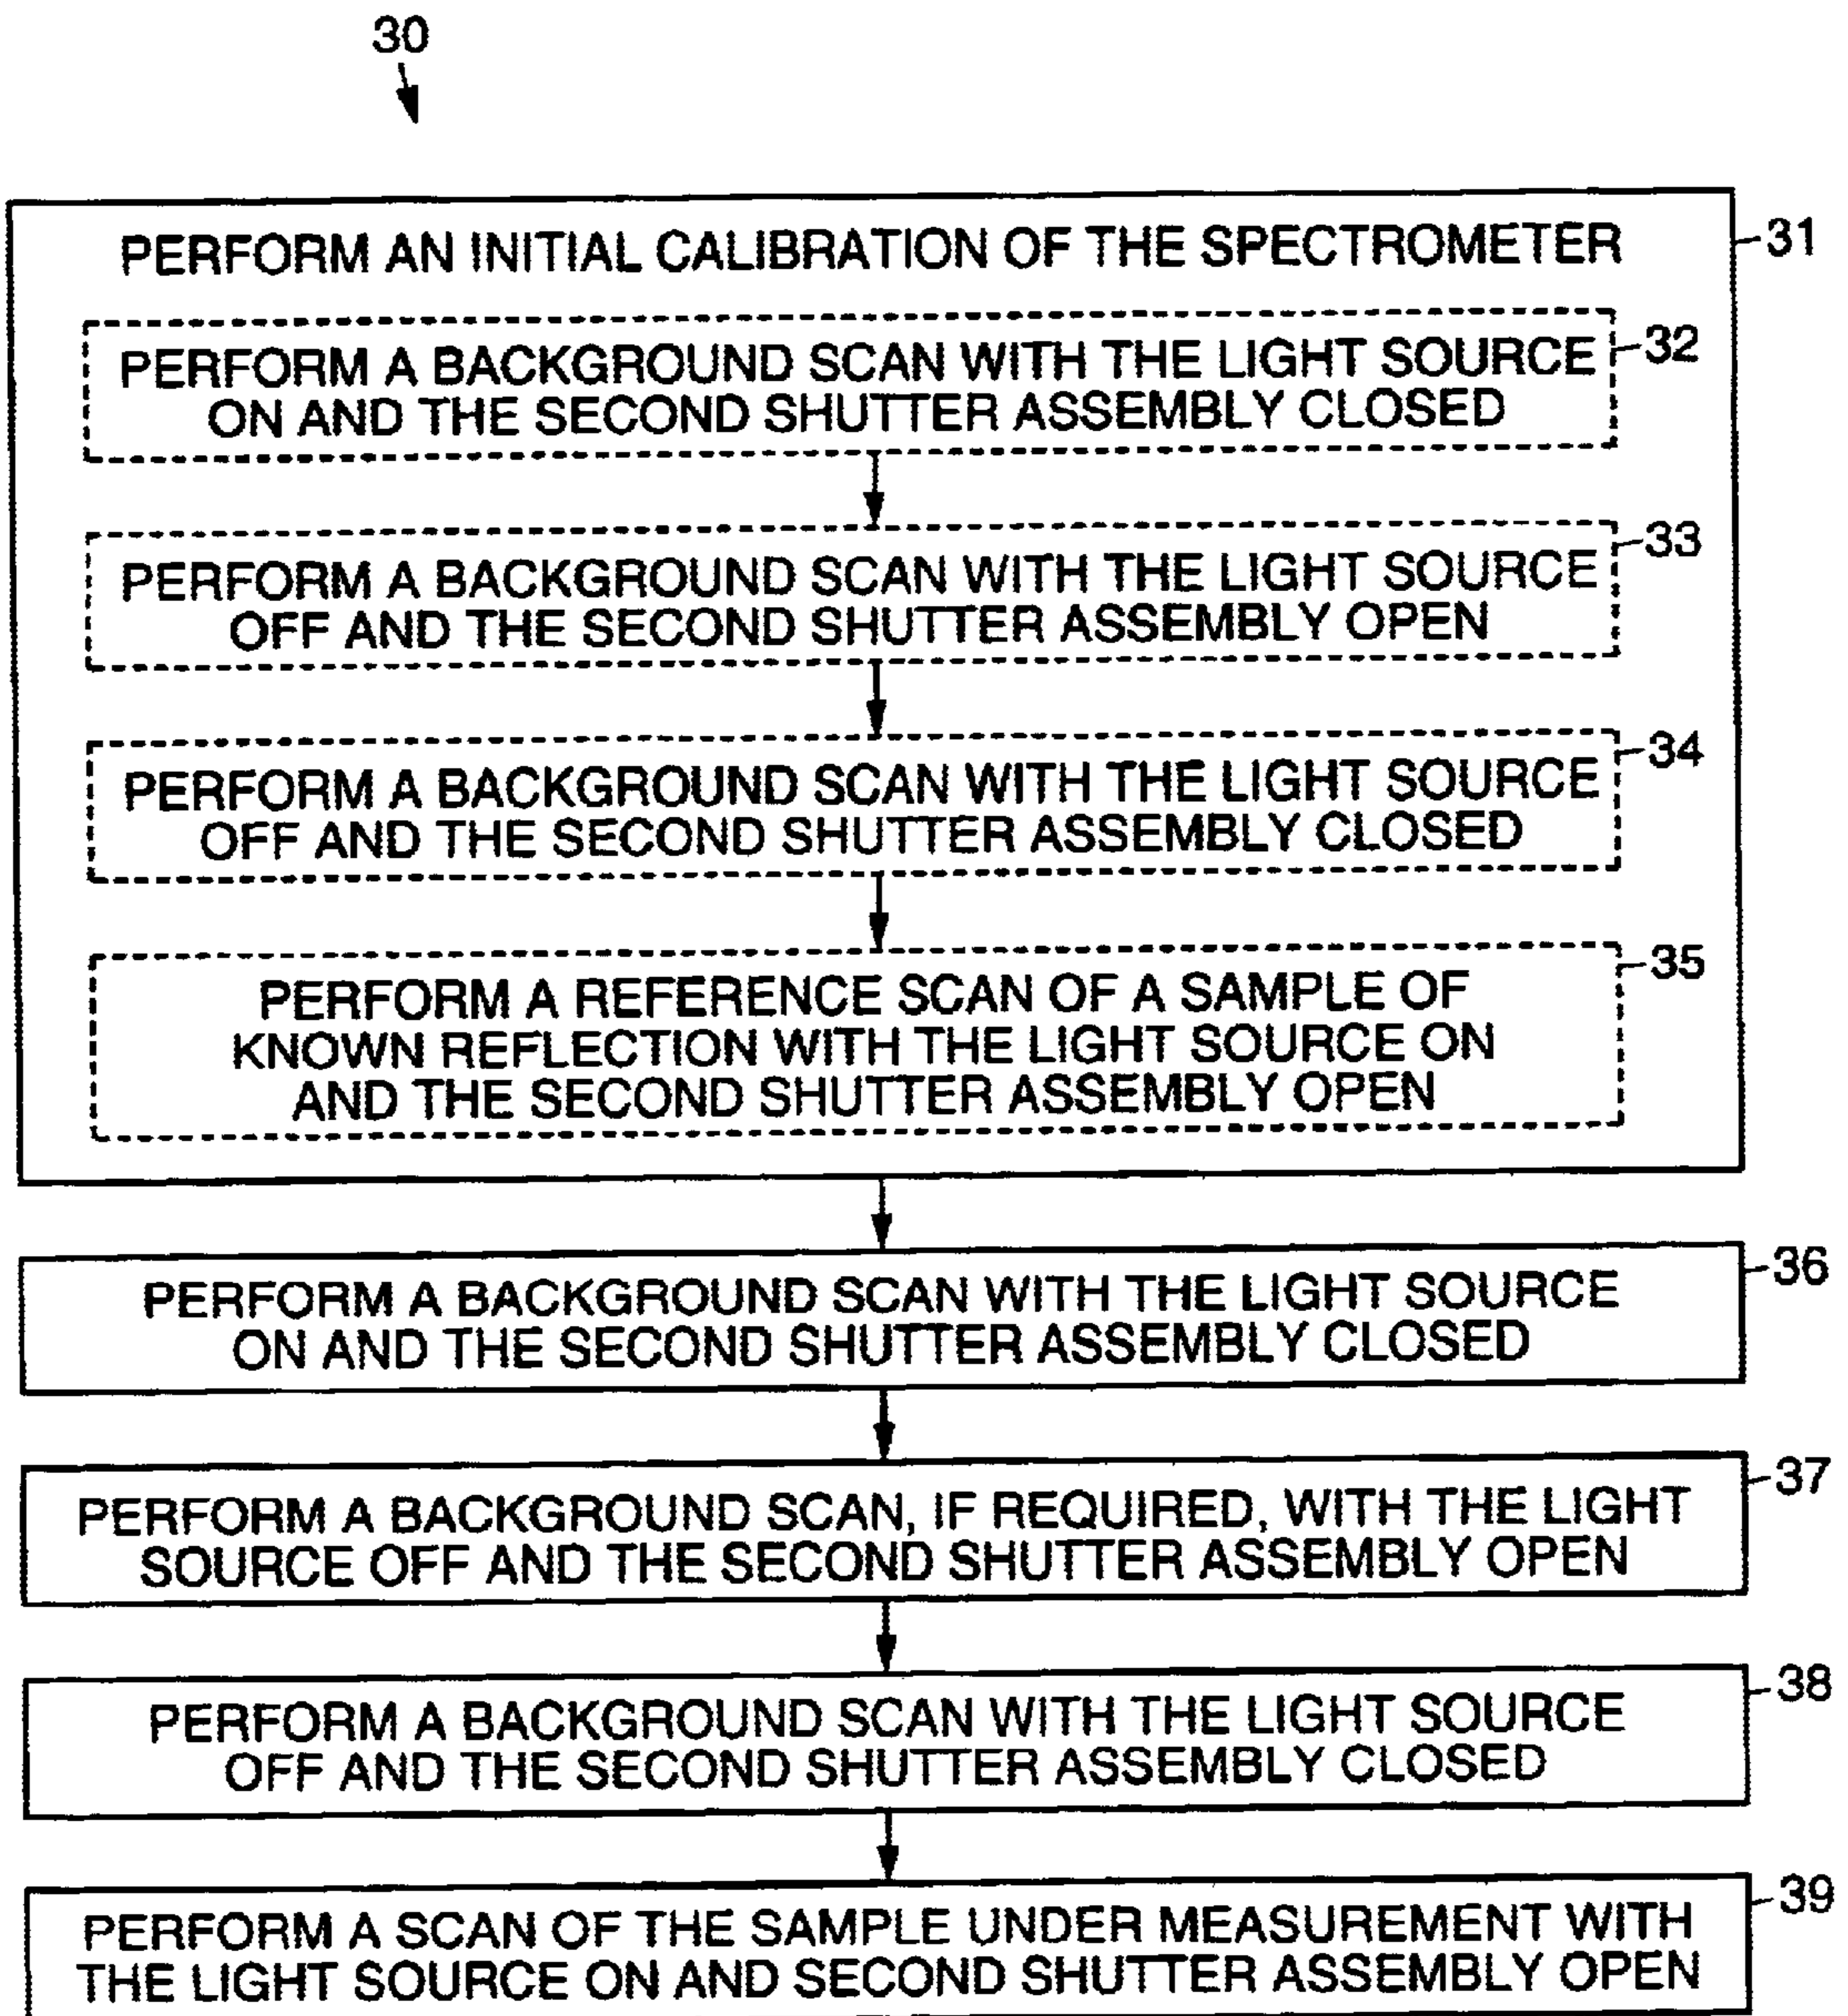 30
PERFORM AN INITIAL CALIBRATION OF THE SPECTROMETER
31
PERFORM A BACKGROUND SCAN WITH THE LIGHT SOURCE
ON AND THE SECOND SHUTTER ASSEMBLY CLOSED
32
PERFORM A BACKGROUND SCAN WITH THE LIGHT SOURCE
OFF AND THE SECOND SHUTTER ASSEMBLY OPEN
33
PERFORM A BACKGROUND SCAN WITH THE LIGHT SOURCE
OFF AND THE SECOND SHUTTER ASSEMBLY CLOSED
34
PERFORM A REFERENCE SCAN OF A SAMPLE OF
KNOWN REFLECTION WITH THE LIGHT SOURCE ON
AND THE SECOND SHUTTER ASSEMBLY OPEN
35
PERFORM A BACKGROUND SCAN WITH THE LIGHT SOURCE
ON AND THE SECOND SHUTTER ASSEMBLY CLOSED
36
PERFORM A BACKGROUND SCAN, IF REQUIRED, WITH THE LIGHT
SOURCE OFF AND THE SECOND SHUTTER ASSEMBLY OPEN
37
PERFORM A BACKGROUND SCAN WITH THE LIGHT SOURCE
OFF AND THE SECOND SHUTTER ASSEMBLY CLOSED
38
PERFORM A SCAN OF THE SAMPLE UNDER MEASUREMENT WITH
THE LIGHT SOURCE ON AND SECOND SHUTTER ASSEMBLY OPEN
39